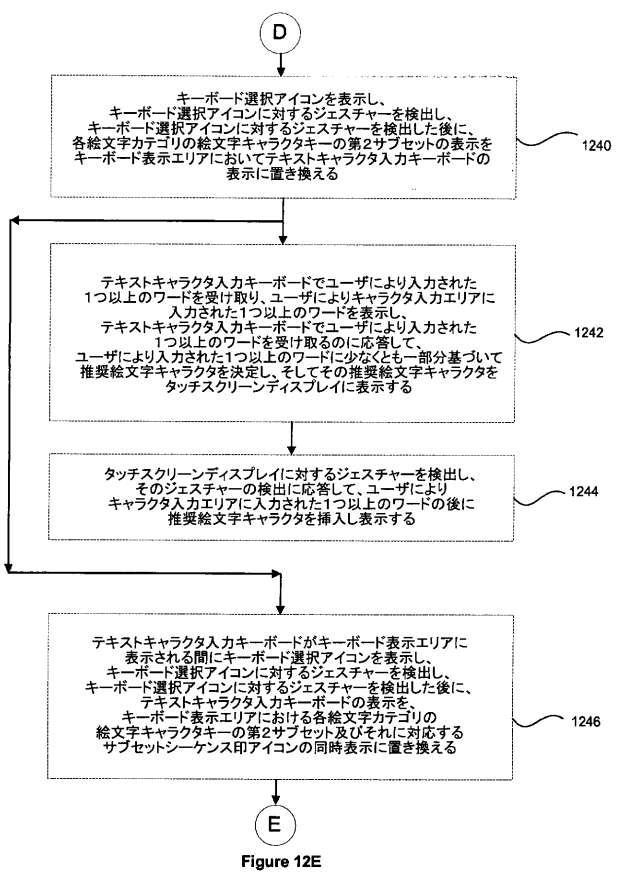 D
キーボード選択アイコンを表示し、
キーボード選択アイコンに対するジェスチャーを検出し、
キーボード選択アイコンに対するジェスチャーを検出した後に、
各絵文字カテゴリの絵文字キャラクタキーの第2サブセットの表示を
キーボード表示エリアにおいてテキストキャラクタ入力キーボードの
表示に置き換える
1240
テキストキャラクタ入力キーボードでユーザにより入力された
1つ以上のワードを受け取り、ユーザによりキャラクタ入力エリアに
入力された1つ以上のワードを表示し、
テキストキャラクタ入力キーボードでユーザにより入力された
1つ以上のワードを受け取るのに応答して、
ユーザにより入力された1つ以上のワードに少なくとも一部分基づいて
推奨絵文字キャラクタを決定し、そしてその推奨絵文字キャラクタを
タッチスクリーンディスプレイに表示する
1242
タッチスクリーンディスプレイに対するジェスチャーを検出し、
そのジェスチャーの検出に応答して、ユーザにより
キャラクタ入力エリアに入力された1つ以上のワードの後に
推奨絵文字キャラクタを挿入し表示する
1244
テキストキャラクタ入力キーボードがキーボード表示エリアに
表示される間にキーボード選択アイコンを表示し、
キーボード選択アイコンに対するジェスチャーを検出し、
キーボード選択アイコンに対するジェスチャーを検出した後に、
テキストキャラクタ入力キーボードの表示を、
キーボード表示エリアにおける各絵文字カテゴリの
絵文字キャラクタキーの第2サブセット及びそれに対応する
サブセットシーケンス印アイコンの同時表示に置き換える
1246
E
Figure 12E